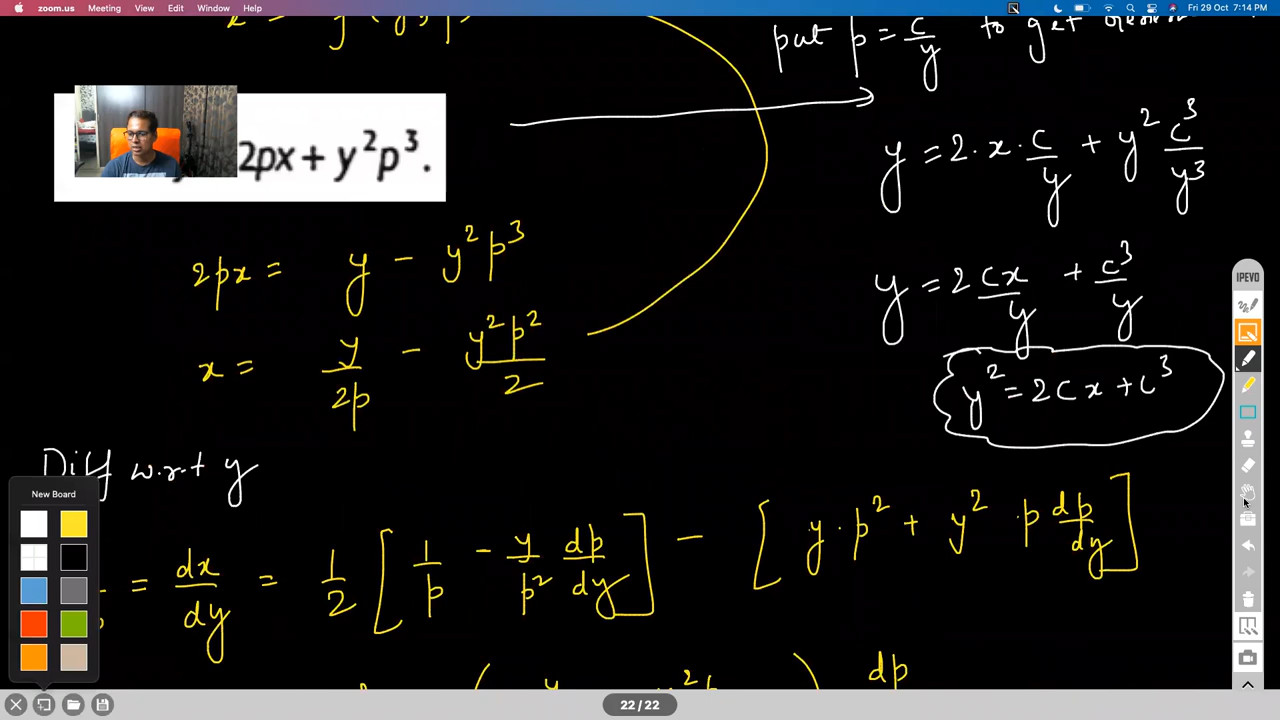 zoom.us Meeting View Edit Window Help Fri 29 Oct 7:14 PM
put p = c/y to get
2px + y²p³.
y = 2·x·c/y + y² c³/y³
2px = y - y²p³
y = 2cx/y + c³/y
x = y/2p - y²p²/2
y² = 2cx + c³
Diff w.r.t y
= dx/dy = 1/2 [1/p - y/p² dp/dy] - [y·p² + y²·p dp/dy]
dp
New Board
IPEVO
22 / 22